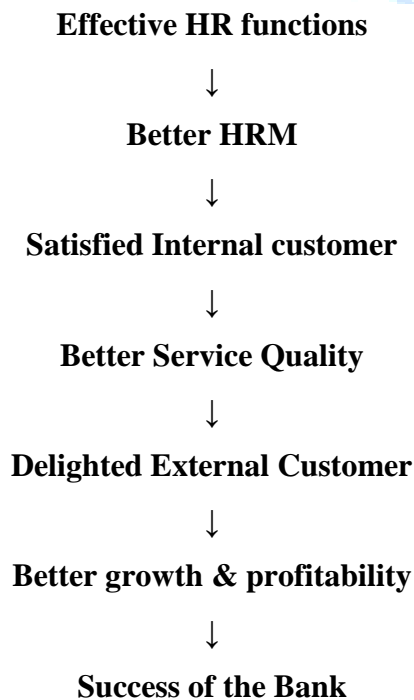 Effective HR functions
↓
Better HRM
↓
Satisfied Internal customer
↓
Better Service Quality
↓
Delighted External Customer
↓
Better growth & profitability
↓
Success of the Bank